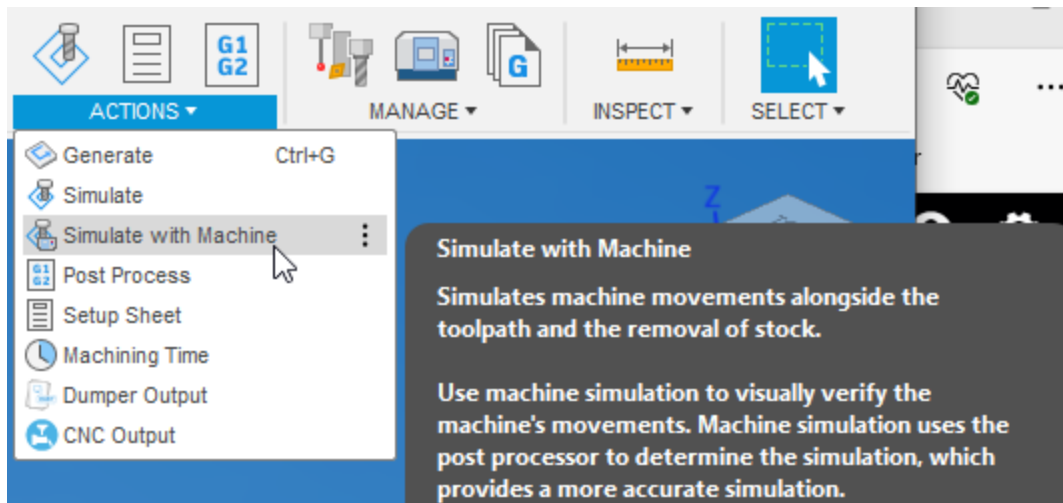 G1
G2
G
ACTIONS ▾
MANAGE ▾
INSPECT ▾
SELECT ▾
Generate Ctrl+G
Simulate
Simulate with Machine
G1
G2
Post Process
Setup Sheet
Machining Time
Dumper Output
CNC Output
r
Z
Simulate with Machine
Simulates machine movements alongside the
toolpath and the removal of stock.
Use machine simulation to visually verify the
machine's movements. Machine simulation uses the
post processor to determine the simulation, which
provides a more accurate simulation.